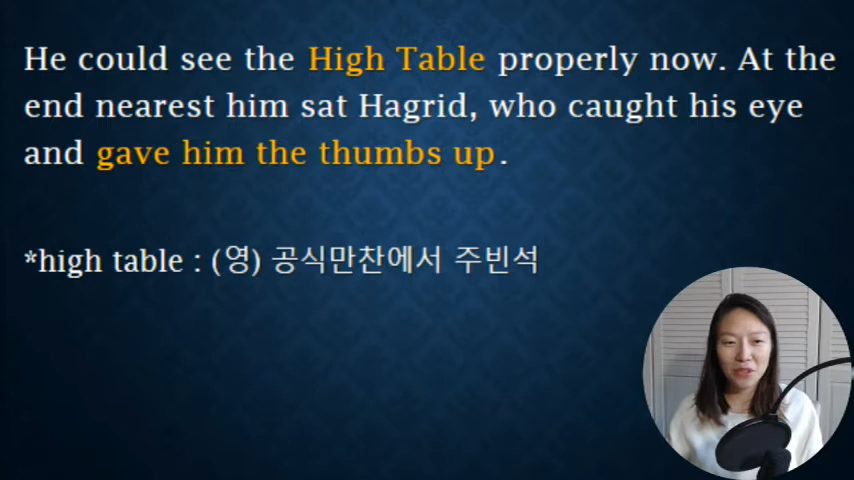 He could see the High Table properly now. At the
end nearest him sat Hagrid, who caught his eye
and gave him the thumbs up.
*high table : (영) 공식만찬에서 주빈석